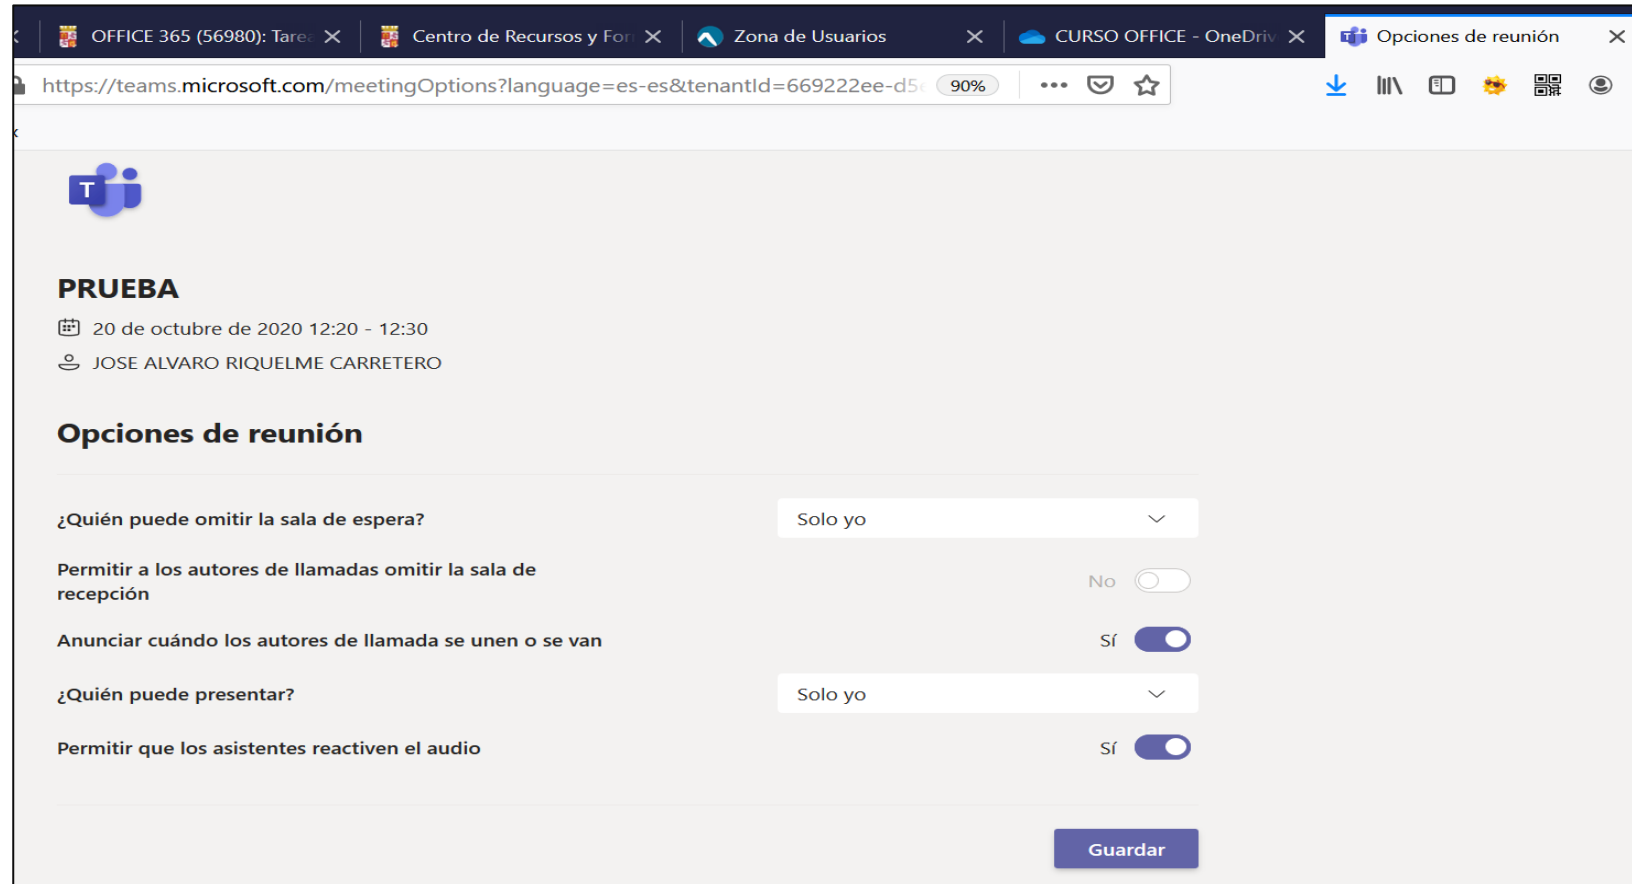 OFFICE 365 (56980): Tarea
Centro de Recursos y For
Zona de Usuarios
CURSO OFFICE - OneDriv
Opciones de reunión
https://teams.microsoft.com/meetingOptions?language=es-es&tenantId=669222ee-d5
90%
T
PRUEBA
20 de octubre de 2020 12:20 - 12:30
JOSE ALVARO RIQUELME CARRETERO
Opciones de reunión
¿Quién puede omitir la sala de espera?
Solo yo
Permitir a los autores de llamadas omitir la sala de
recepción
No
Anunciar cuándo los autores de llamada se unen o se van
Sí
¿Quién puede presentar?
Solo yo
Permitir que los asistentes reactiven el audio
Sí
Guardar